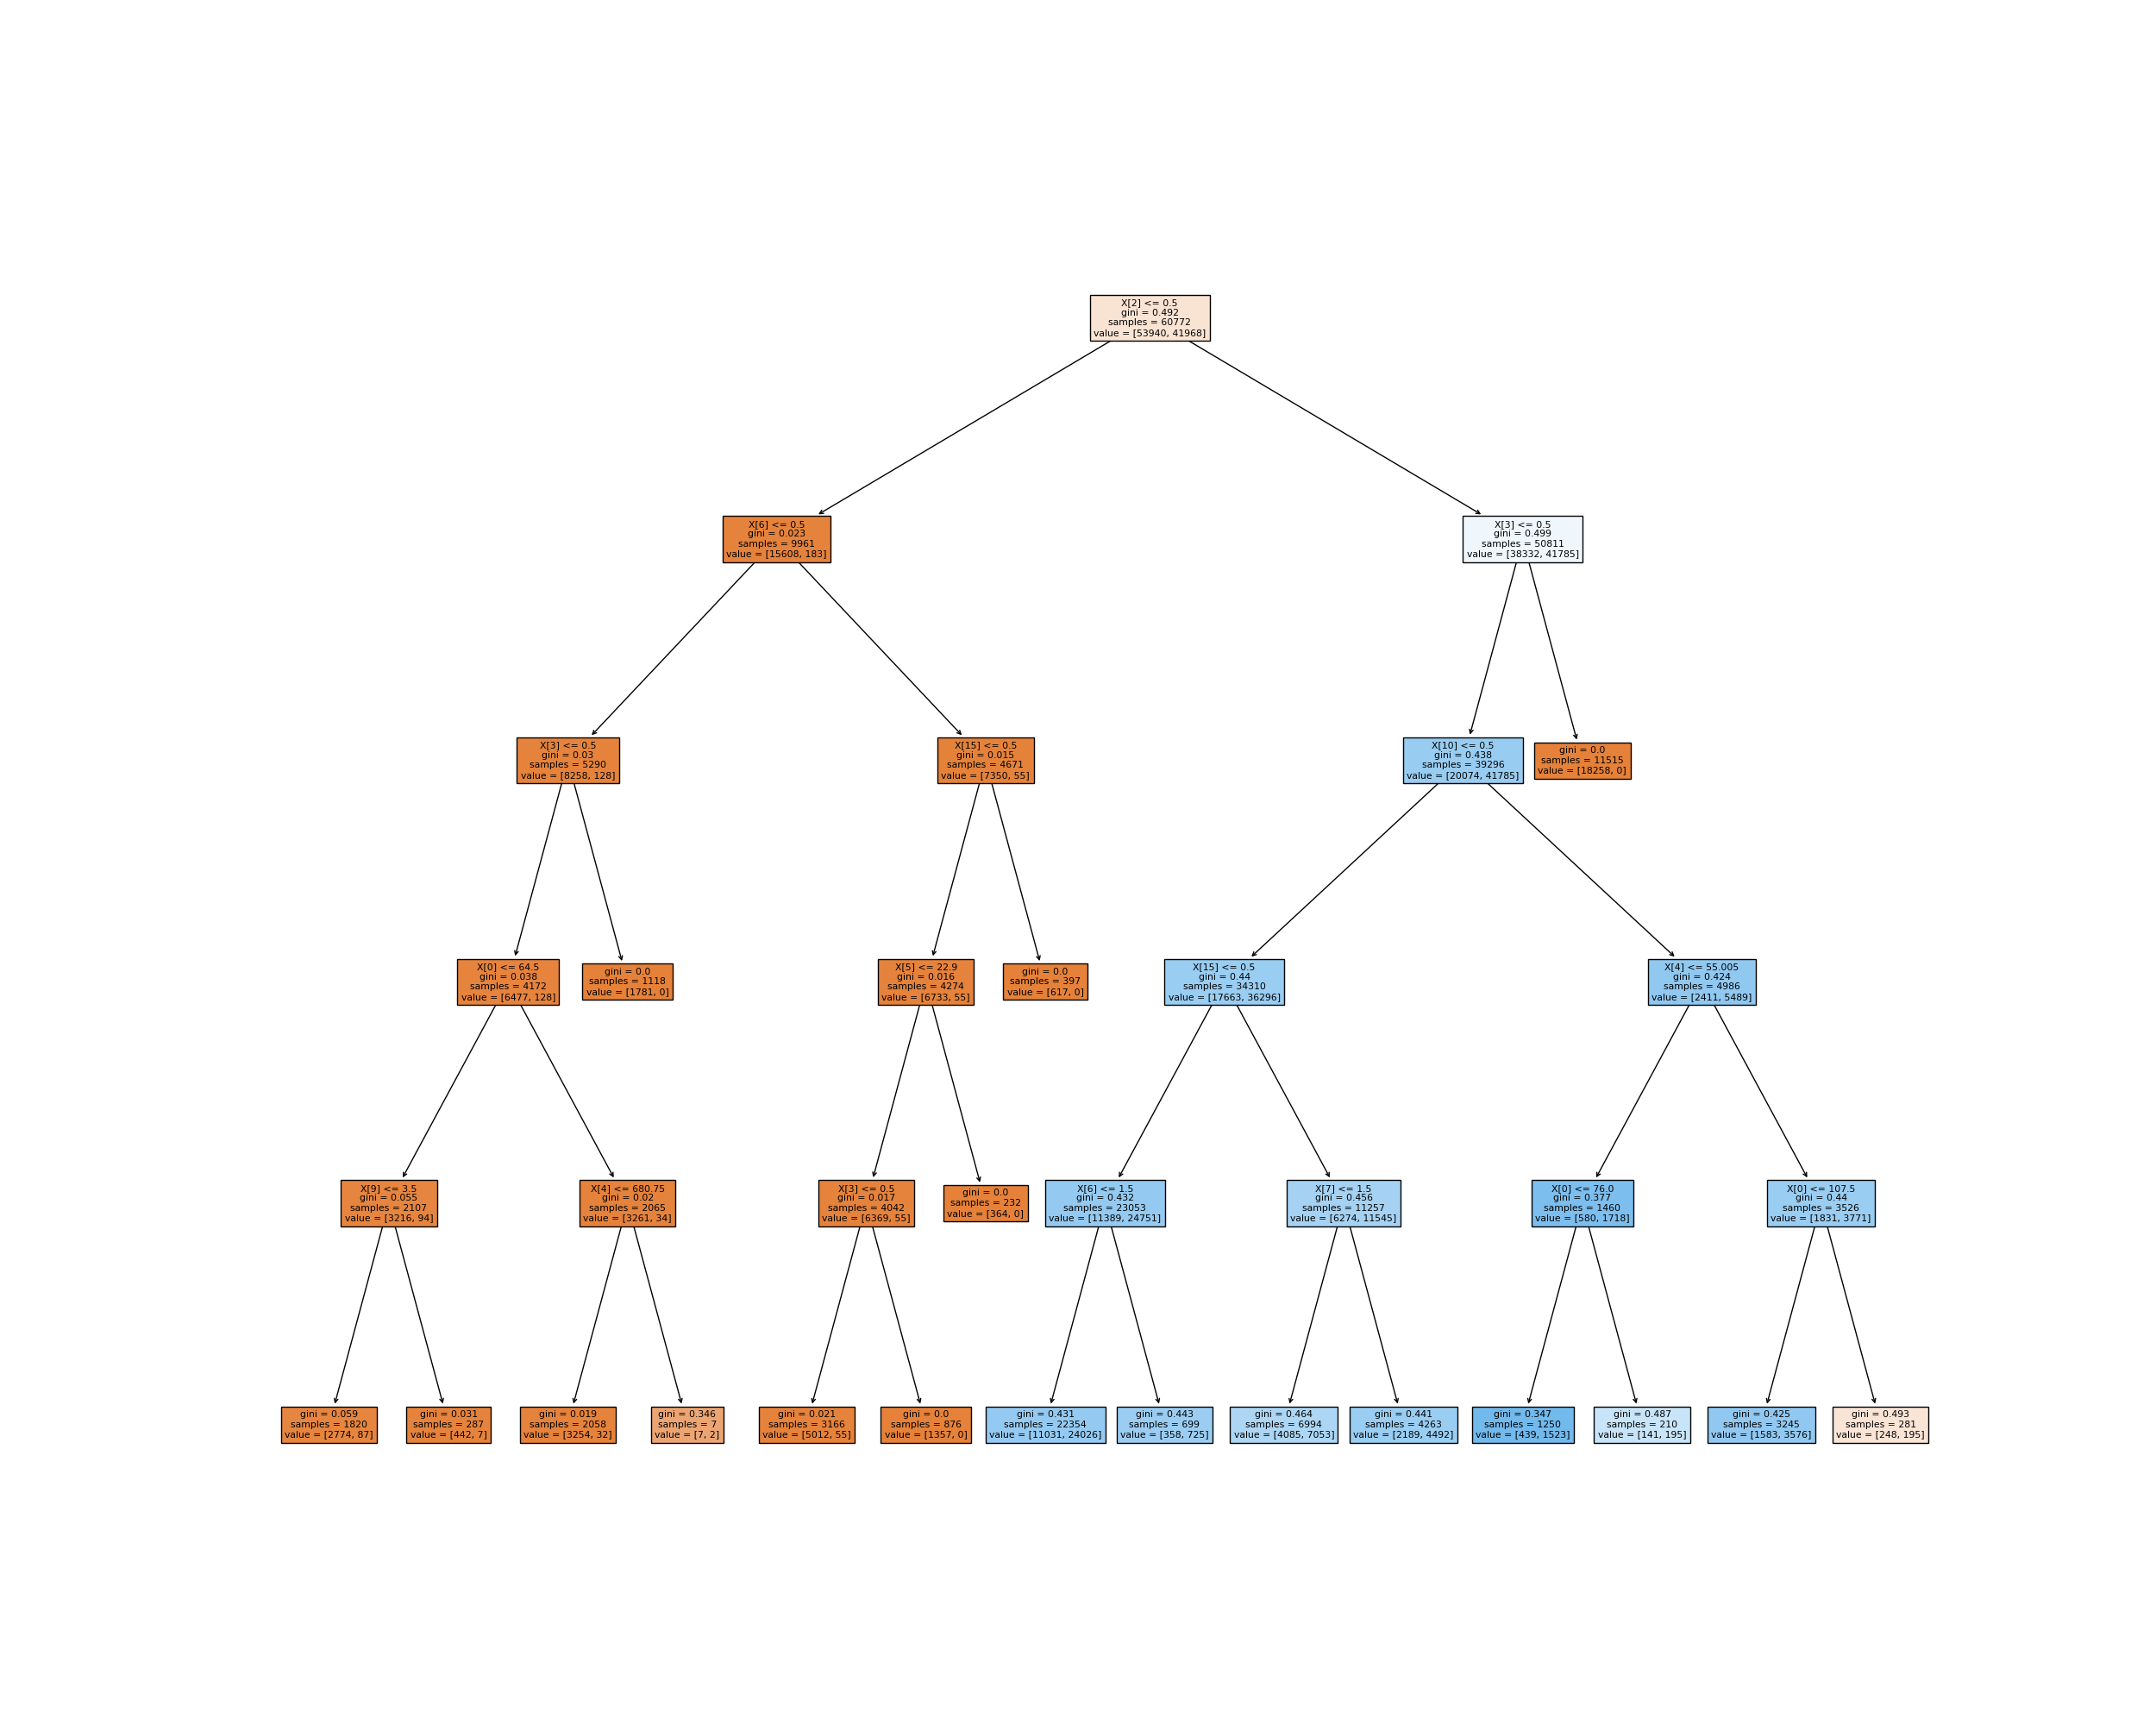 X[2] <= 0.5
gini = 0.492
samples = 60772
value = [53940, 41968]
X[6] <= 0.5
gini = 0.023
samples = 9961
value = [15608, 183]
X[3] <= 0.5
gini = 0.499
samples = 50811
value = [38332, 41785]
X[3] <= 0.5
gini = 0.03
samples = 5290
value = [8258, 128]
X[15] <= 0.5
gini = 0.015
samples = 4671
value = [7350, 55]
X[10] <= 0.5
gini = 0.438
samples = 39296
value = [20074, 41785]
gini = 0.0
samples = 11515
value = [18258, 0]
X[0] <= 64.5
gini = 0.038
samples = 4172
value = [6477, 128]
gini = 0.0
samples = 1118
value = [1781, 0]
X[5] <= 22.9
gini = 0.016
samples = 4274
value = [6733, 55]
gini = 0.0
samples = 397
value = [617, 0]
X[15] <= 0.5
gini = 0.44
samples = 34310
value = [17663, 36296]
X[4] <= 55.005
gini = 0.424
samples = 4986
value = [2411, 5489]
X[9] <= 3.5
gini = 0.055
samples = 2107
value = [3216, 94]
X[4] <= 680.75
gini = 0.02
samples = 2065
value = [3261, 34]
X[3] <= 0.5
gini = 0.017
samples = 4042
value = [6369, 55]
gini = 0.0
samples = 232
value = [364, 0]
X[6] <= 1.5
gini = 0.432
samples = 23053
value = [11389, 24751]
X[7] <= 1.5
gini = 0.456
samples = 11257
value = [6274, 11545]
X[0] <= 76.0
gini = 0.377
samples = 1460
value = [580, 1718]
X[0] <= 107.5
gini = 0.44
samples = 3526
value = [1831, 3771]
gini = 0.059
samples = 1820
value = [2774, 87]
gini = 0.031
samples = 287
value = [442, 7]
gini = 0.019
samples = 2058
value = [3254, 32]
gini = 0.346
samples = 7
value = [7, 2]
gini = 0.021
samples = 3166
value = [5012, 55]
gini = 0.0
samples = 876
value = [1357, 0]
gini = 0.431
samples = 22354
value = [11031, 24026]
gini = 0.443
samples = 699
value = [358, 725]
gini = 0.464
samples = 6994
value = [4085, 7053]
gini = 0.441
samples = 4263
value = [2189, 4492]
gini = 0.347
samples = 1250
value = [439, 1523]
gini = 0.487
samples = 210
value = [141, 195]
gini = 0.425
samples = 3245
value = [1583, 3576]
gini = 0.493
samples = 281
value = [248, 195]